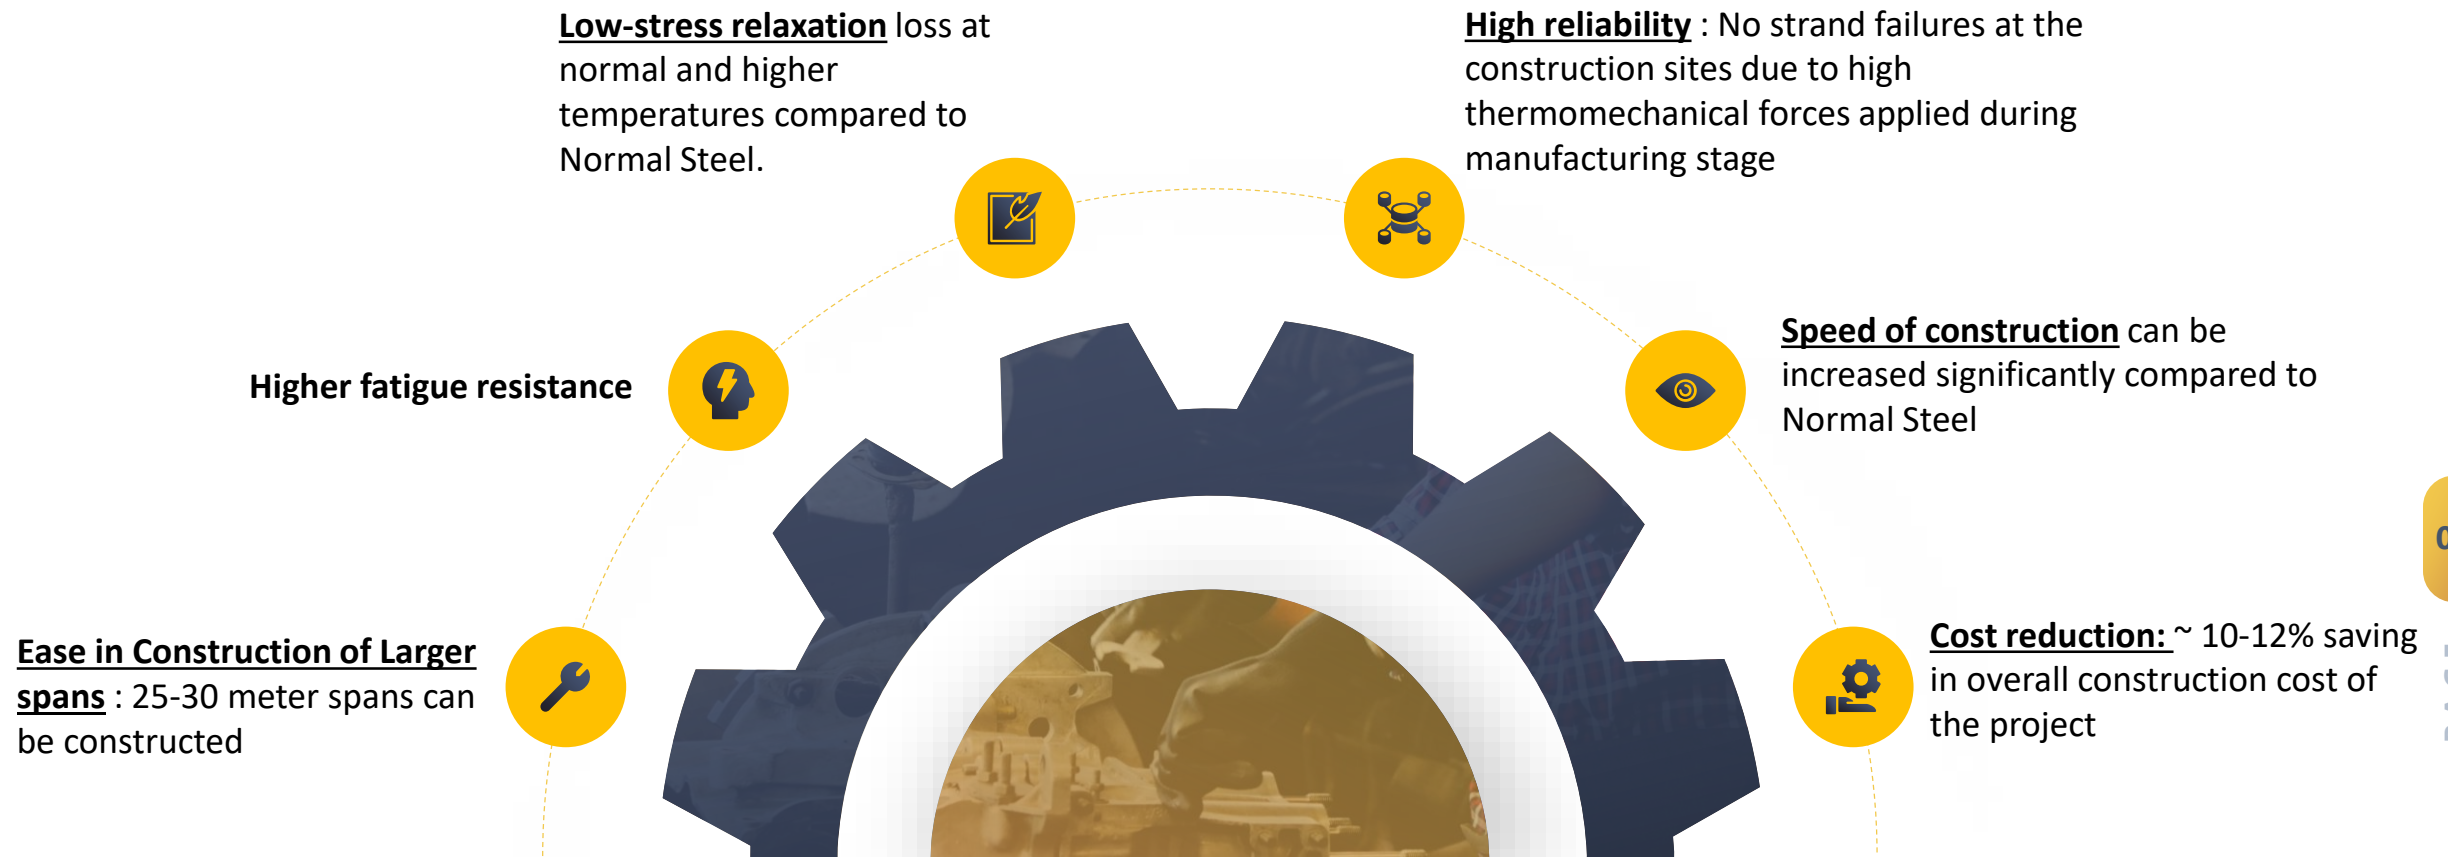 Low-stress relaxation loss at
normal and higher
temperatures compared to
Normal Steel.
High reliability : No strand failures at the
construction sites due to high
thermomechanical forces applied during
manufacturing stage
Higher fatigue resistance
Speed of construction can be
increased significantly compared to
Normal Steel
Ease in Construction of Larger
spans : 25-30 meter spans can
be constructed
Cost reduction: ~ 10-12% saving
in overall construction cost of
the project